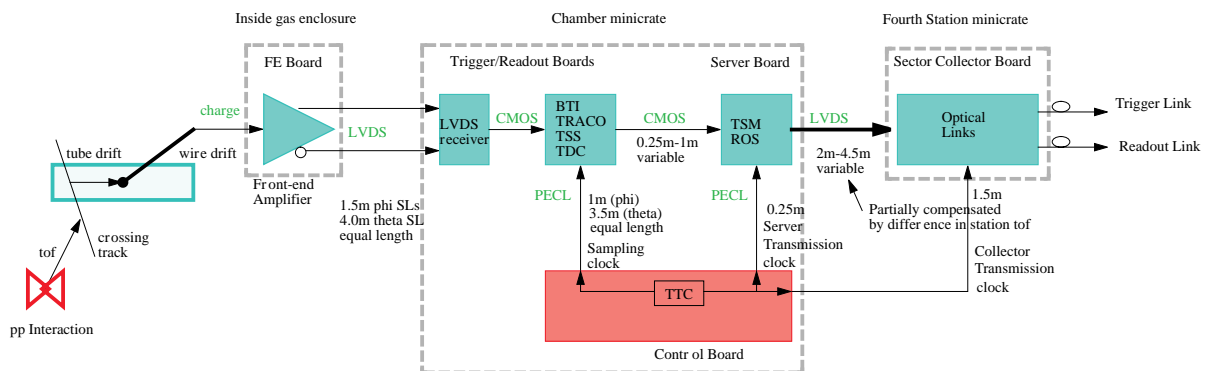 Inside gas enclosure
Chamber minicrate
Fourth Station minicrate
FE Board
Trigger/Readout Boards
Server Board
Sector Collector Board
charge
LVDS
LVDS
receiver
CMOS
BTI
TRACO
TSS
TDC
CMOS
0.25m-1m
variable
TSM
ROS
LVDS
2m-4.5m
variable
Optical
Links
Trigger Link
Readout Link
tube drift
wire drift
Front-end
Amplifier
1.5m phi SLs
4.0m theta SL
equal length
PECL
1m (phi)
3.5m (theta)
equal length
Sampling
clock
PECL
0.25m
Server
Transmission
clock
Partially compensated
by differ ence in station tof
1.5m
Collector
Transmission
clock
tof
crossing
track
pp Interaction
TTC
Contr ol Board